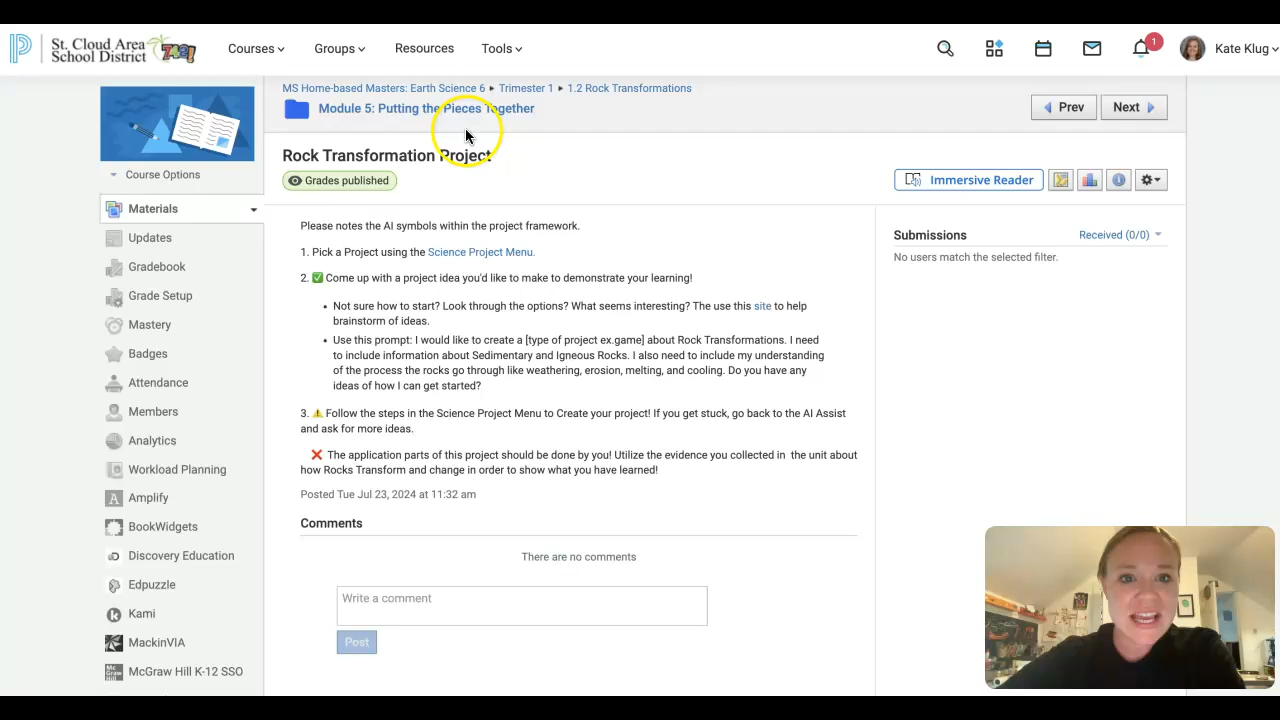 St. Cloud Area
School District
742!
Courses
Groups
Resources
Tools
1
Kate Klug
MS Home-based Masters: Earth Science 6 ▸ Trimester 1 ▸ 1.2 Rock Transformations
Module 5: Putting the Pieces Together
Prev
Next
Rock Transformation Project
Grades published
Immersive Reader
Course Options
Materials
Updates
Gradebook
Grade Setup
Mastery
Badges
Attendance
Members
Analytics
Workload Planning
Amplify
BookWidgets
Discovery Education
Edpuzzle
Kami
MackinVIA
McGraw Hill K-12 SSO
Please notes the AI symbols within the project framework.
1. Pick a Project using the Science Project Menu.
2. ✅ Come up with a project idea you'd like to make to demonstrate your learning!
• Not sure how to start? Look through the options? What seems interesting? The use this site to help
brainstorm of ideas.
• Use this prompt: I would like to create a [type of project ex.game] about Rock Transformations. I need
to include information about Sedimentary and Igneous Rocks. I also need to include my understanding
of the process the rocks go through like weathering, erosion, melting, and cooling. Do you have any
ideas of how I can get started?
3. ⚠️ Follow the steps in the Science Project Menu to Create your project! If you get stuck, go back to the AI Assist
and ask for more ideas.
❌ The application parts of this project should be done by you! Utilize the evidence you collected in the unit about
how Rocks Transform and change in order to show what you have learned!
Posted Tue Jul 23, 2024 at 11:32 am
Comments
There are no comments
Write a comment
Post
Submissions
Received (0/0)
No users match the selected filter.